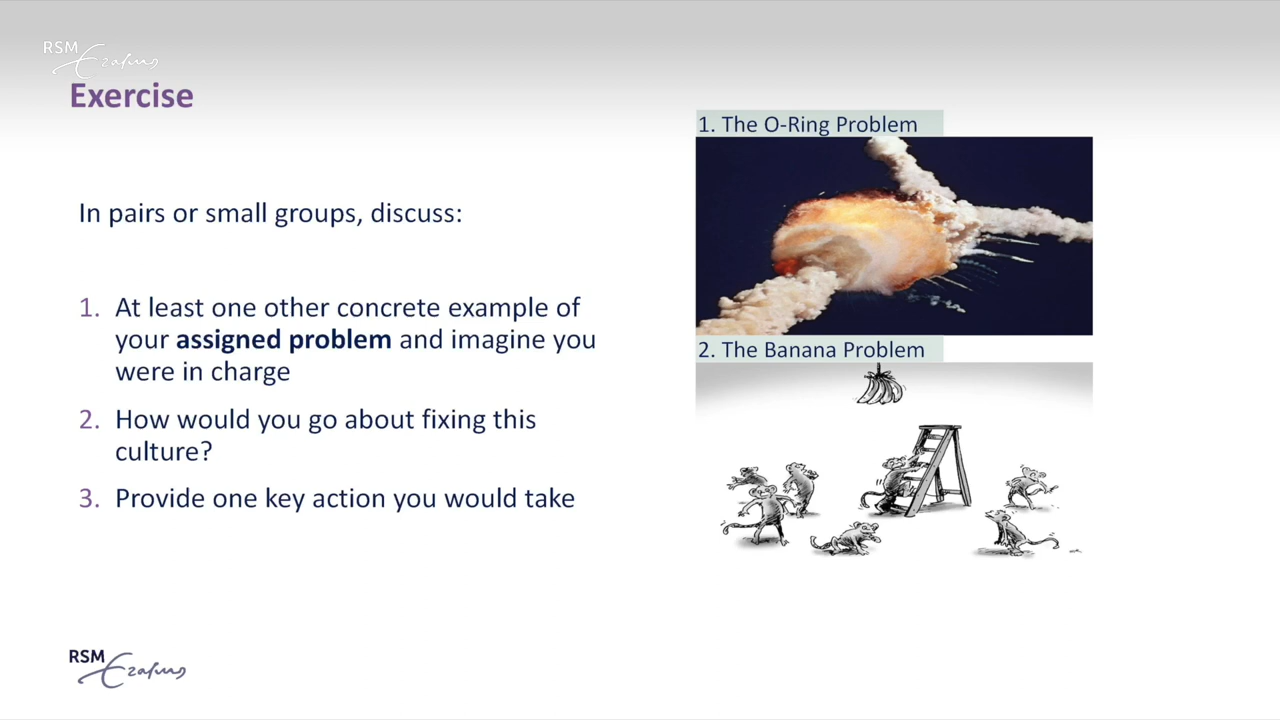 RSM
Erasmus
Exercise
In pairs or small groups, discuss:
1. At least one other concrete example of
your assigned problem and imagine you
were in charge
2. How would you go about fixing this
culture?
3. Provide one key action you would take
1. The O-Ring Problem
2. The Banana Problem
RSM
Erasmus